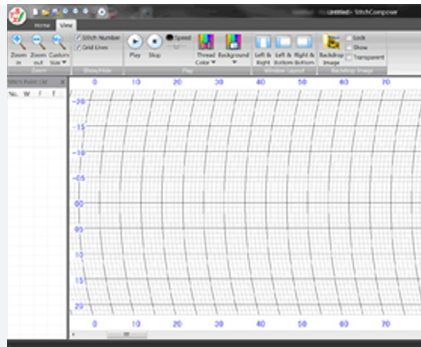 Untitled - StitchComposer
Home View
Zoom in
Zoom out
Custom Size
Stitch Number
Grid Lines
Play
Stop
Speed
Thread Color
Background
Left & Right
Left & Bottom
Right & Bottom
Backdrop Image
Lock
Show
Transparent
Zoom Show/Hide Play Window Layout Backdrop Image
No. W
0 10 20 30 40 50 60 70
-20
-15
-10
-05
00
05
10
15
20
0 10 20 30 40 50 60 70